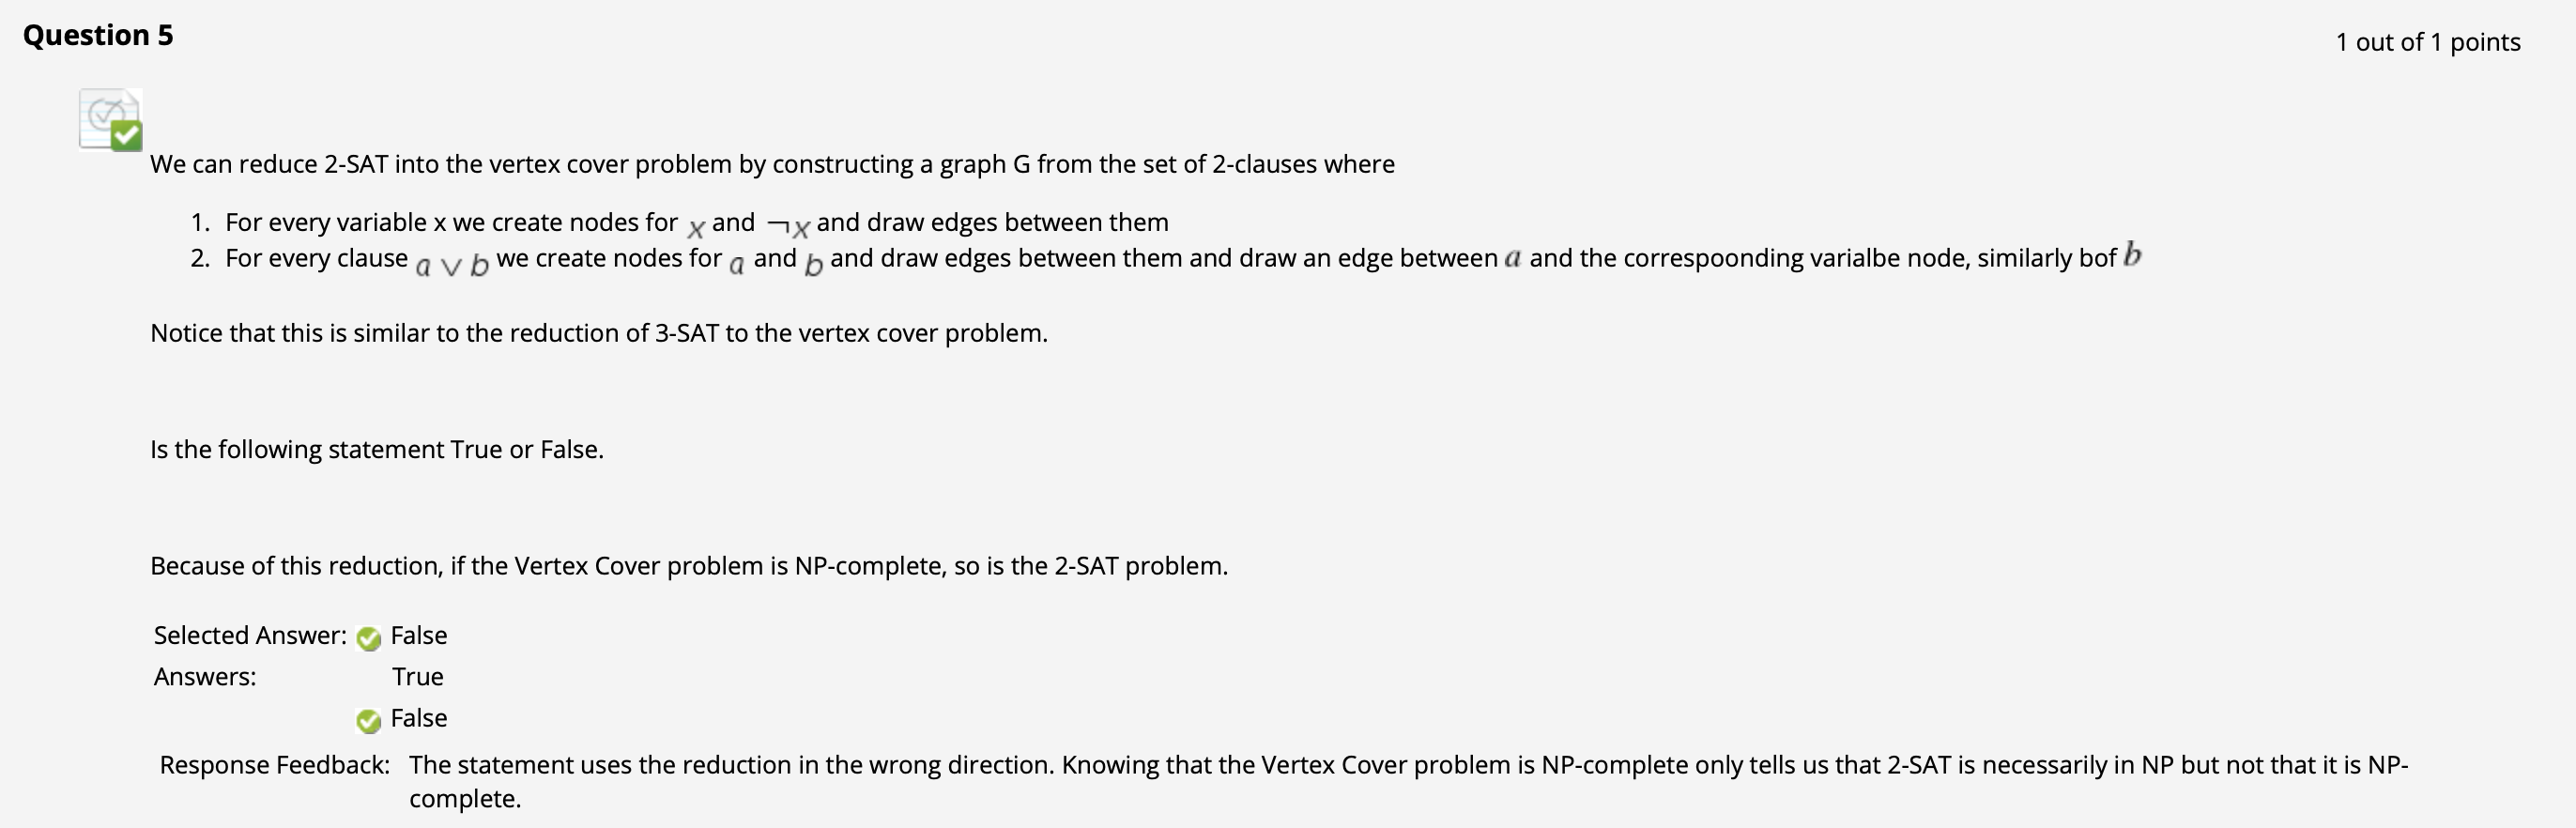 Question 5
1 out of 1 points
We can reduce 2-SAT into the vertex cover problem by constructing a graph G from the set of 2-clauses where
1. For every variable x we create nodes for x and ¬x and draw edges between them
2. For every clause a ∨ b we create nodes for a and b and draw edges between them and draw an edge between a and the correspoonding varialbe node, similarly bof b
Notice that this is similar to the reduction of 3-SAT to the vertex cover problem.
Is the following statement True or False.
Because of this reduction, if the Vertex Cover problem is NP-complete, so is the 2-SAT problem.
Selected Answer: False
Answers: True
False
Response Feedback: The statement uses the reduction in the wrong direction. Knowing that the Vertex Cover problem is NP-complete only tells us that 2-SAT is necessarily in NP but not that it is NP-
complete.